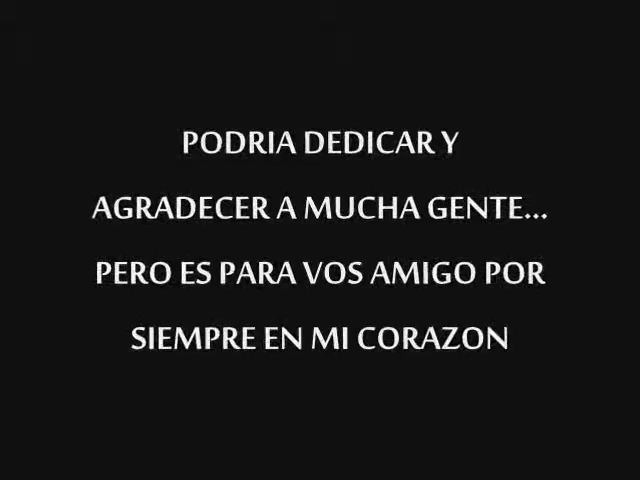 PODRIA DEDICAR Y
AGRADECER A MUCHA GENTE...
PERO ES PARA VOS AMIGO POR
SIEMPRE EN MI CORAZON